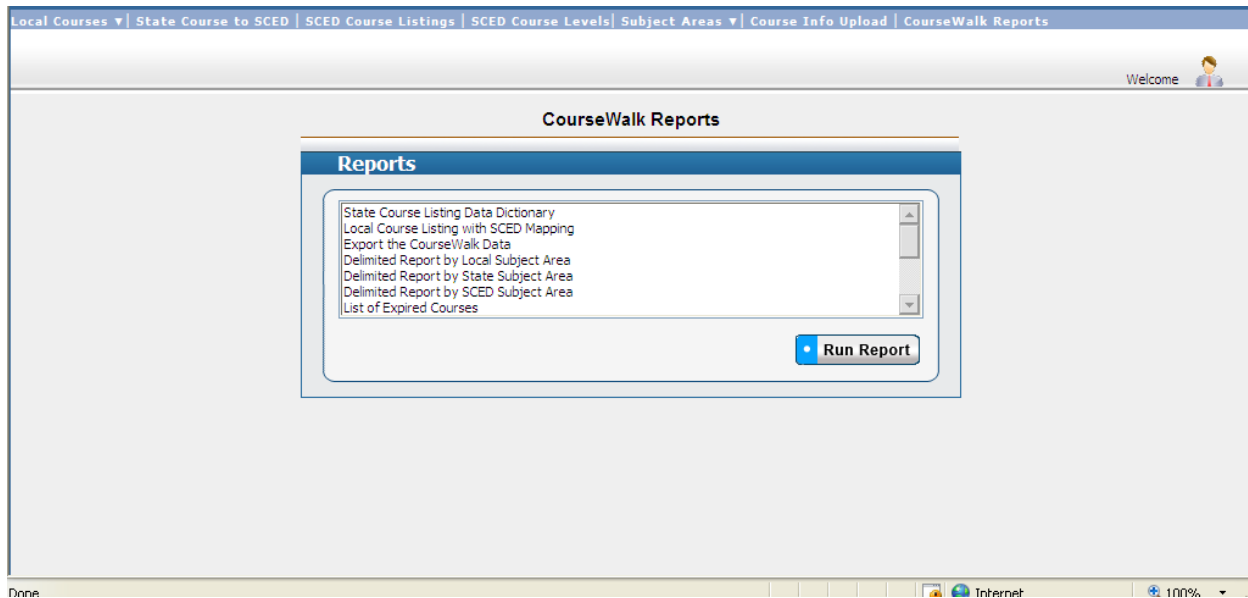 Local Courses ▼| State Course to SCED | SCED Course Listings | SCED Course Levels| Subject Areas ▼| Course Info Upload | CourseWalk Reports
Welcome
CourseWalk Reports
Reports
State Course Listing Data Dictionary
Local Course Listing with SCED Mapping
Export the CourseWalk Data
Delimited Report by Local Subject Area
Delimited Report by State Subject Area
Delimited Report by SCED Subject Area
List of Expired Courses
Run Report
Done Internet 100%